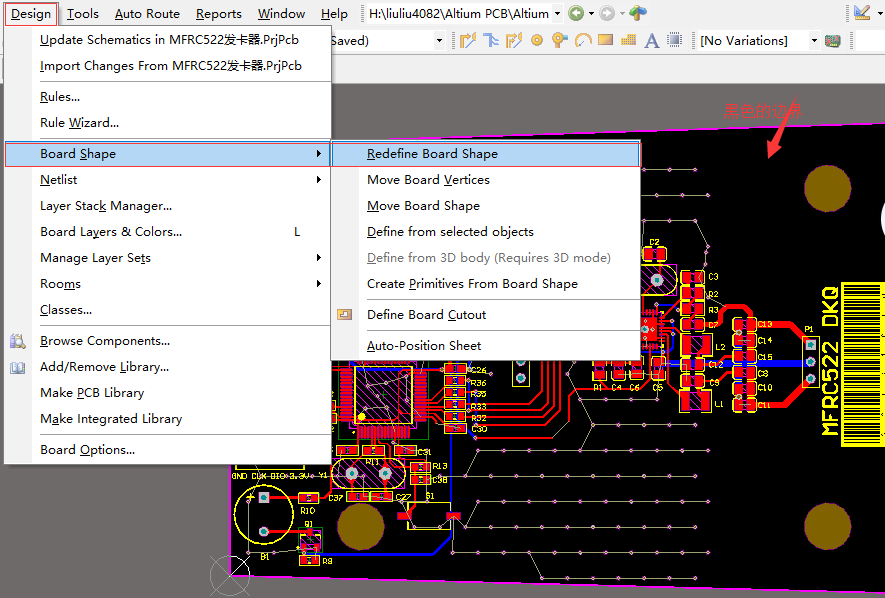 Design Tools Auto Route Reports Window Help H:\liuliu4082\Altium PCB\Altium
Saved) [No Variations]
Update Schematics in MFRC522发卡器.PrjPcb
Import Changes From MFRC522发卡器.PrjPcb
Rules...
Rule Wizard...
Board Shape
Netlist
Layer Stack Manager...
Board Layers & Colors... L
Manage Layer Sets
Rooms
Classes...
Browse Components...
Add/Remove Library...
Make PCB Library
Make Integrated Library
Board Options...
Redefine Board Shape
Move Board Vertices
Move Board Shape
Define from selected objects
Define from 3D body (Requires 3D mode)
Create Primitives From Board Shape
Define Board Cutout
Auto-Position Sheet
黑色的边界
C2
C3
R2
R3
C7
L2
C12
C9
L1
C13
C14
C15
C8
C10
C11
P1
MFRC522 DKQ
R1 C4 C6 C5
C26
R36
R35
R33
R32
C30
C31
R11
R13
C38
GND CLK DIO 3.3V Y1
C37
C27
S1
R10
Q1
B1
R9